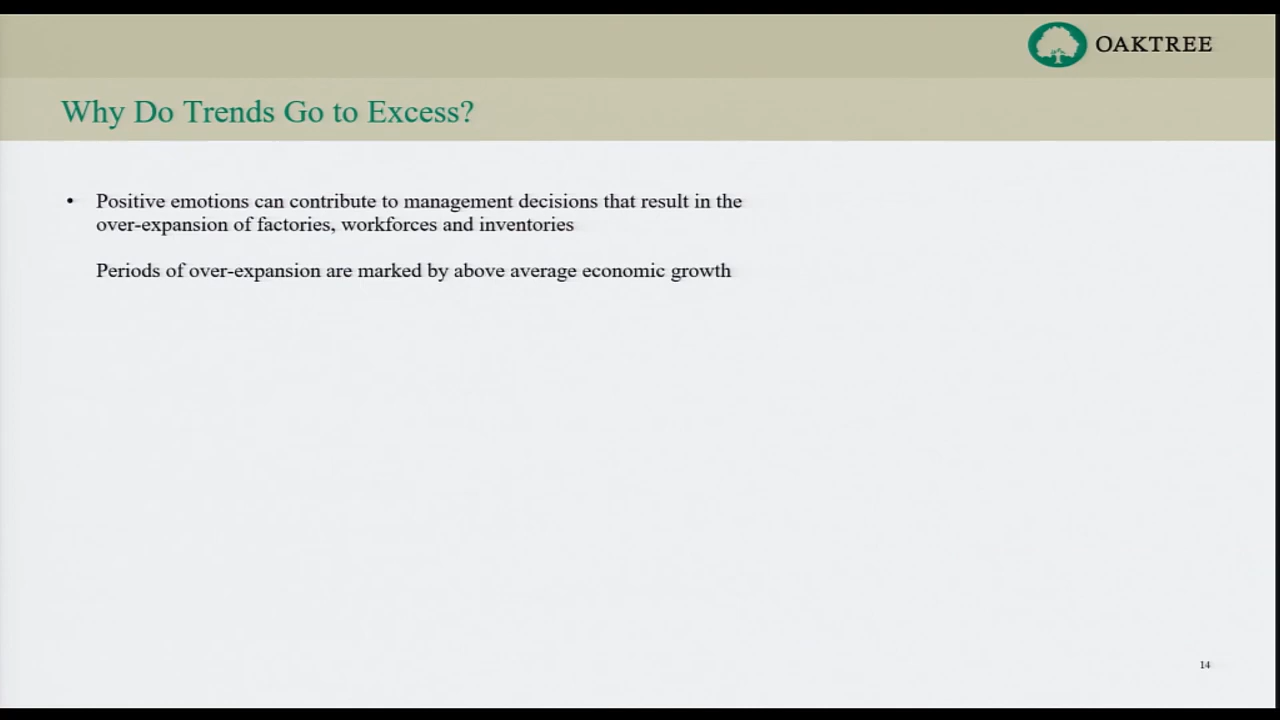 OAKTREE
Why Do Trends Go to Excess?
• Positive emotions can contribute to management decisions that result in the
over-expansion of factories, workforces and inventories
Periods of over-expansion are marked by above average economic growth
14